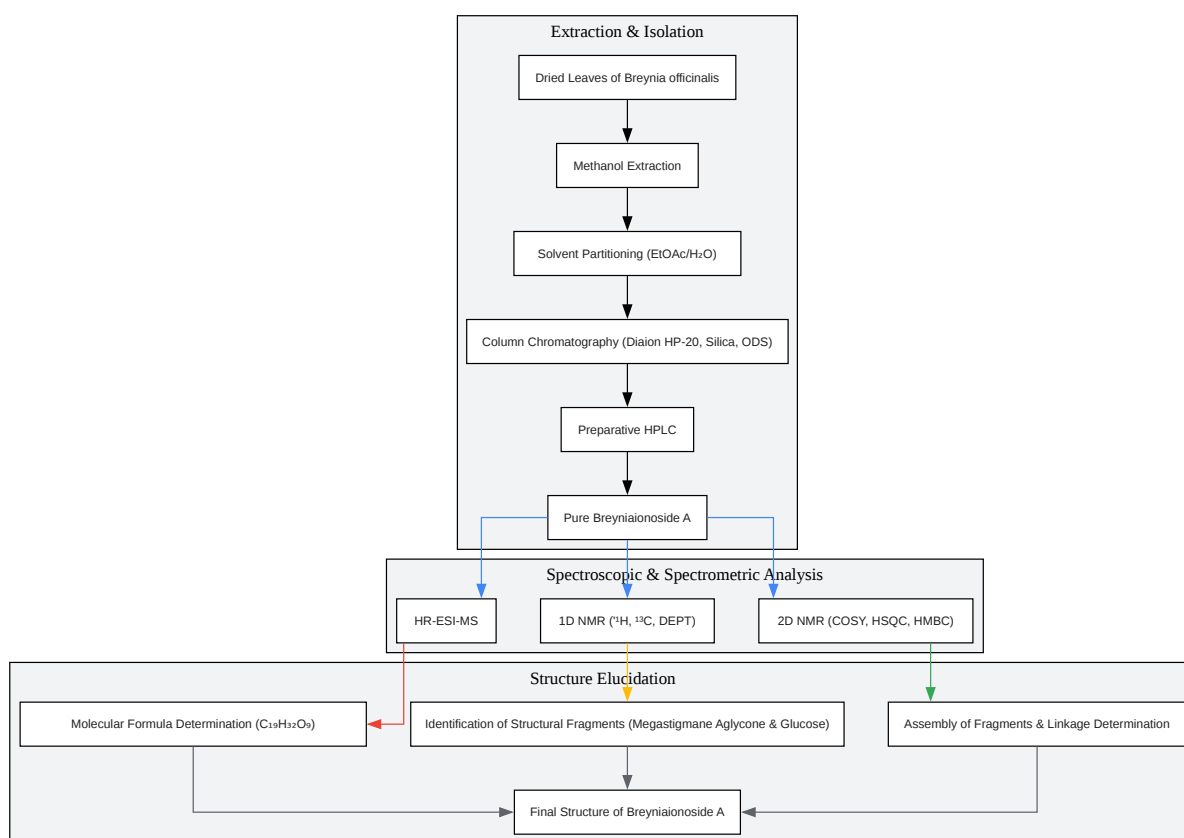 Extraction & Isolation
Dried Leaves of Breynia officinalis
Methanol Extraction
Solvent Partitioning (EtOAc/H₂O)
Column Chromatography (Diaion HP-20, Silica, ODS)
Preparative HPLC
Pure Breyniaionoside A
Spectroscopic & Spectrometric Analysis
HR-ESI-MS
1D NMR ('¹H, ¹³C, DEPT)
2D NMR (COSY, HSQC, HMBC)
Structure Elucidation
Molecular Formula Determination (C₁₉H₃₂O₉)
Identification of Structural Fragments (Megastigmane Aglycone & Glucose)
Assembly of Fragments & Linkage Determination
Final Structure of Breyniaionoside A